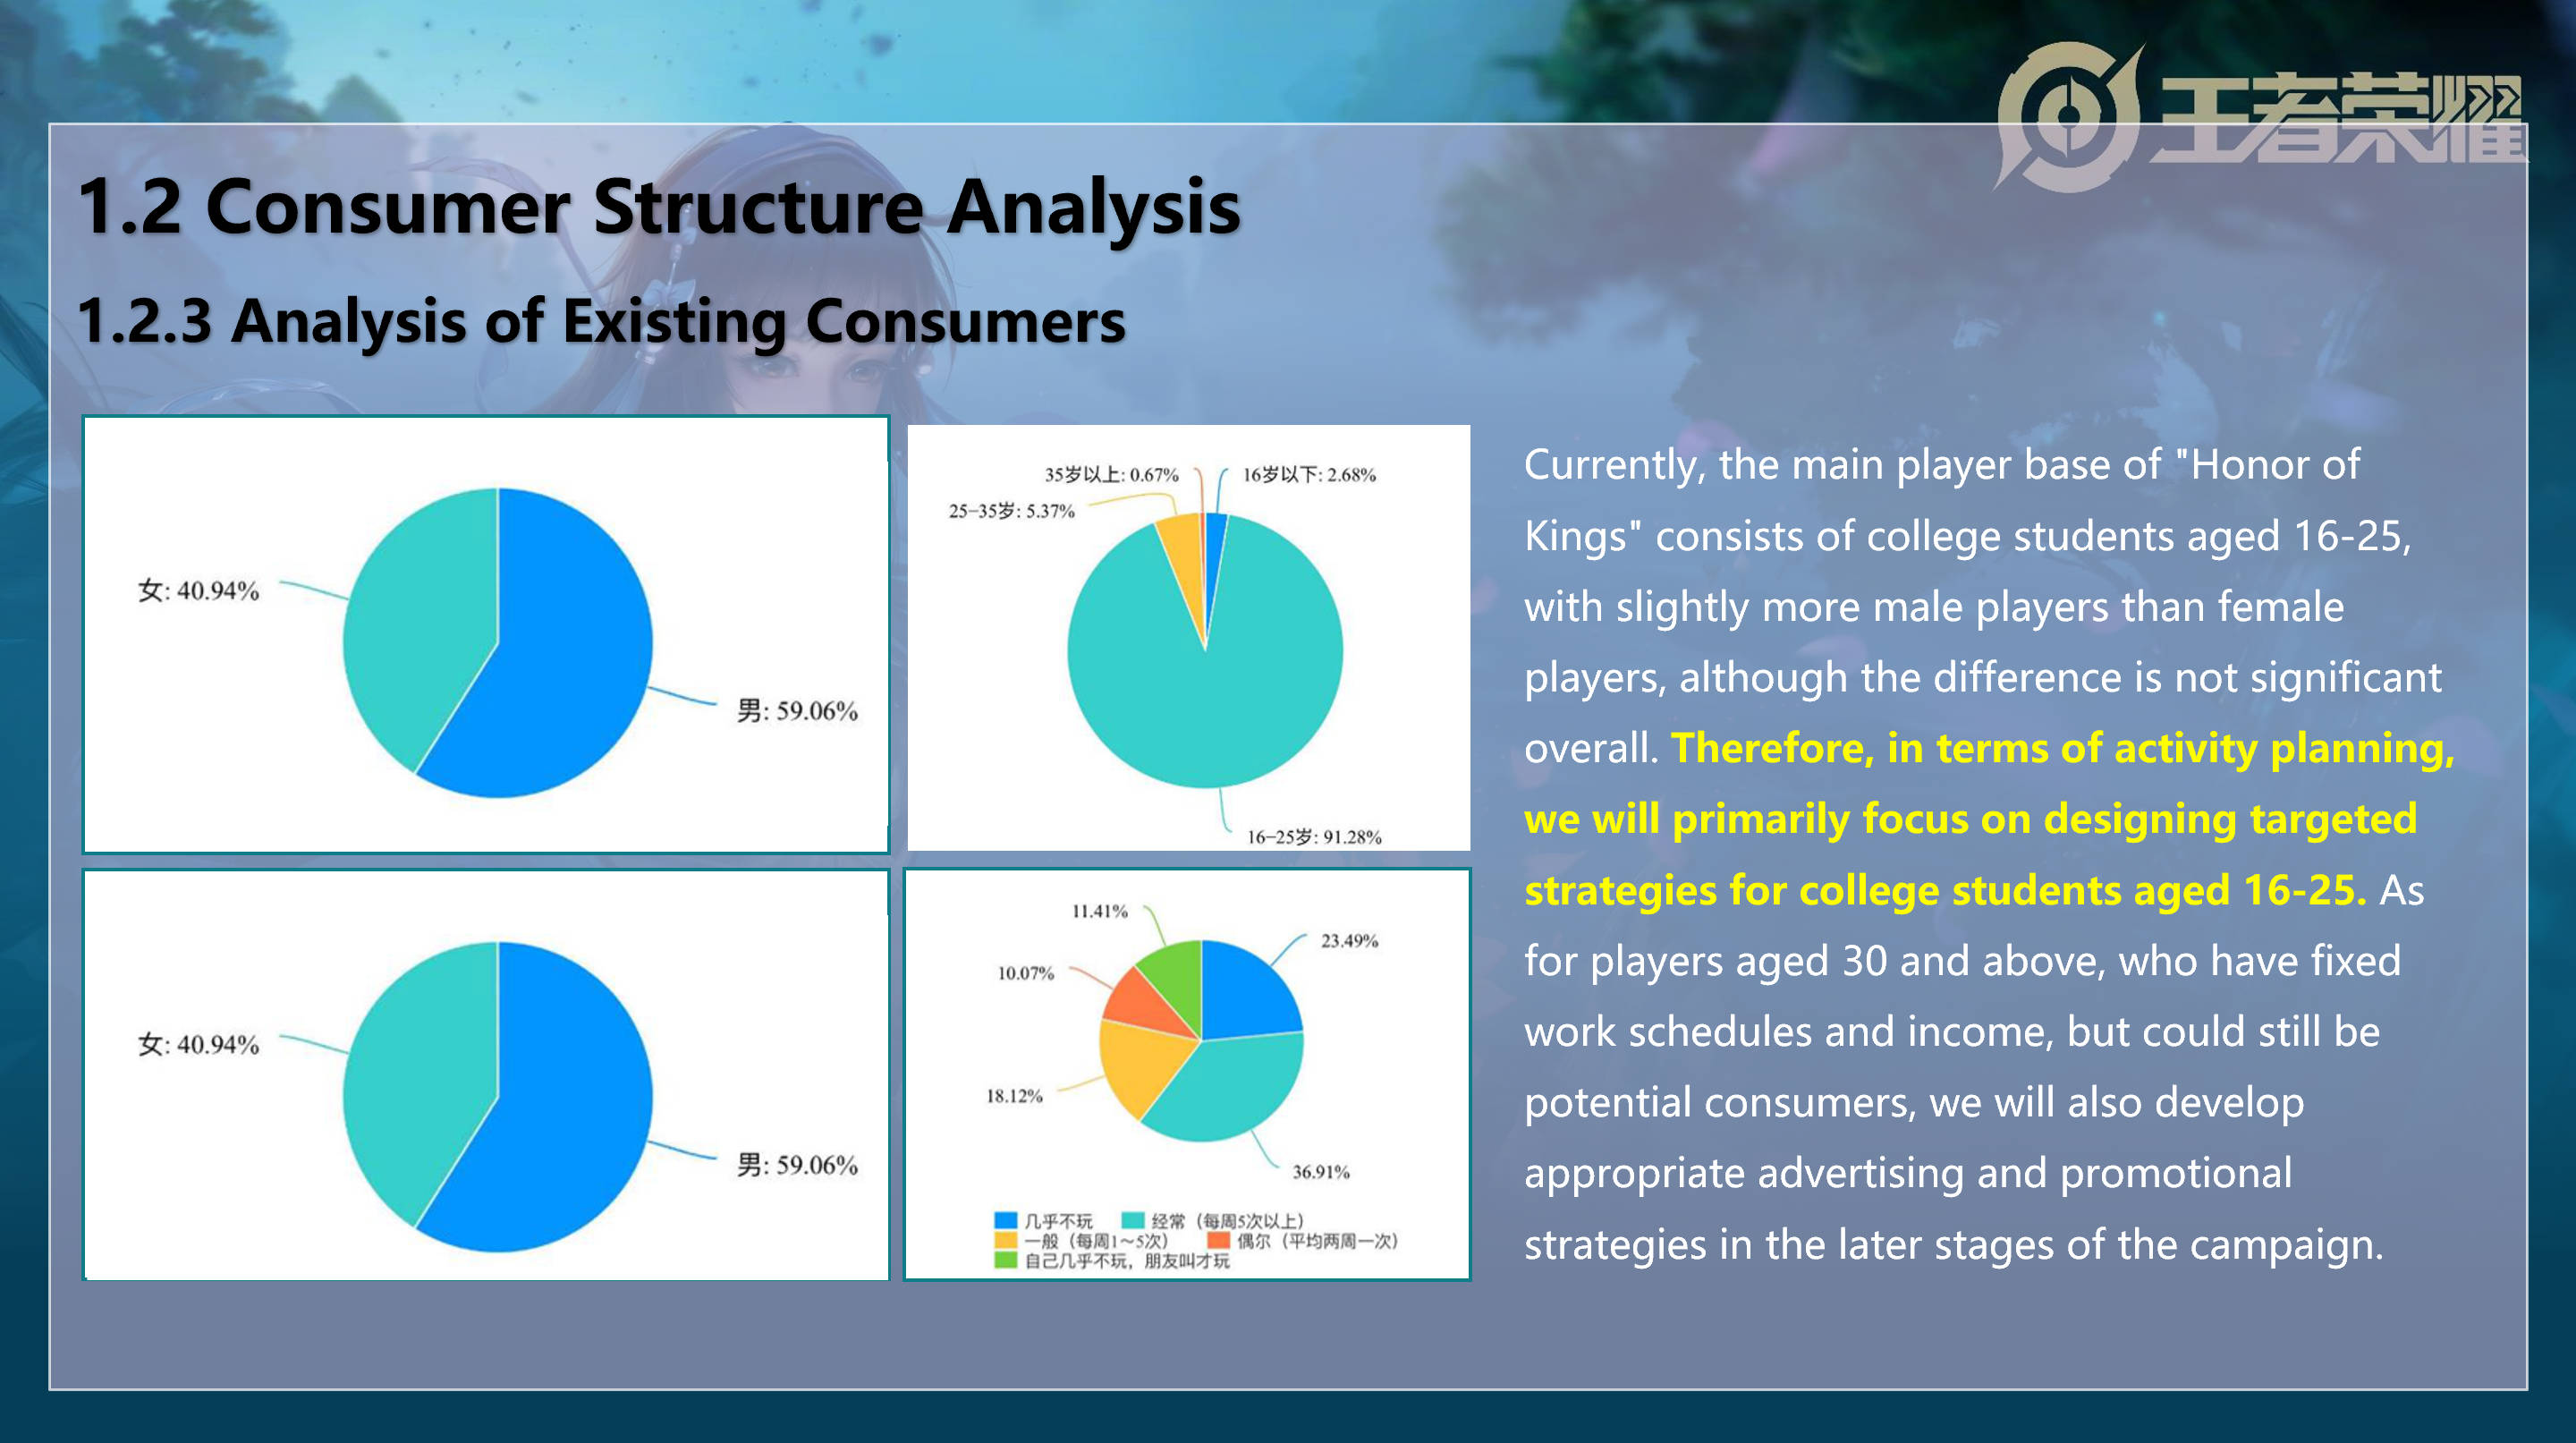 王者荣耀
1.2 Consumer Structure Analysis
1.2.3 Analysis of Existing Consumers
女: 40.94%
男: 59.06%
35岁以上: 0.67%
16岁以下: 2.68%
25-35岁: 5.37%
16-25岁: 91.28%
女: 40.94%
男: 59.06%
11.41%
23.49%
10.07%
18.12%
36.91%
几乎不玩 经常（每周5次以上）
一般（每周1～5次） 偶尔（平均两周一次）
自己几乎不玩，朋友叫才玩
Currently, the main player base of "Honor of
Kings" consists of college students aged 16-25,
with slightly more male players than female
players, although the difference is not significant
overall. Therefore, in terms of activity planning,
we will primarily focus on designing targeted
strategies for college students aged 16-25. As
for players aged 30 and above, who have fixed
work schedules and income, but could still be
potential consumers, we will also develop
appropriate advertising and promotional
strategies in the later stages of the campaign.